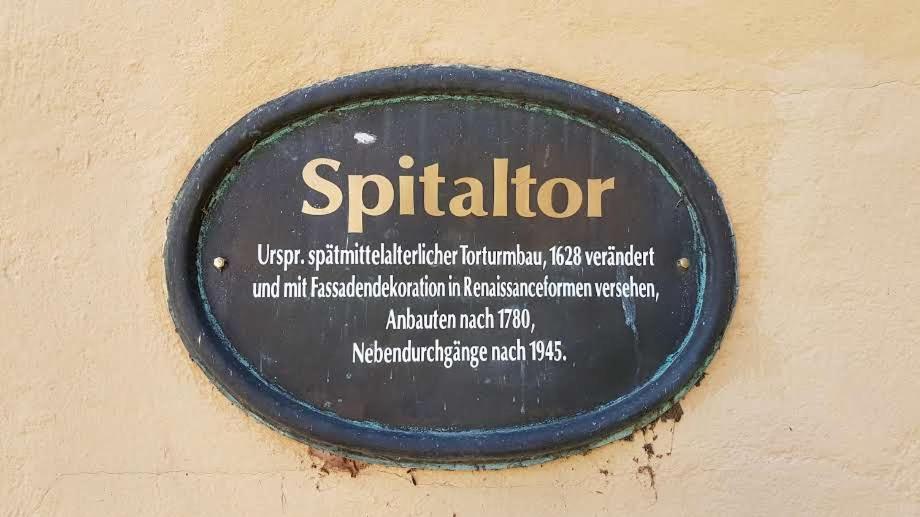 Spitaltor
Urspr. spätmittelalterlicher Torturmbau, 1628 verändert
und mit Fassadendekoration in Renaissanceformen versehen,
Anbauten nach 1780,
Nebendurchgänge nach 1945.